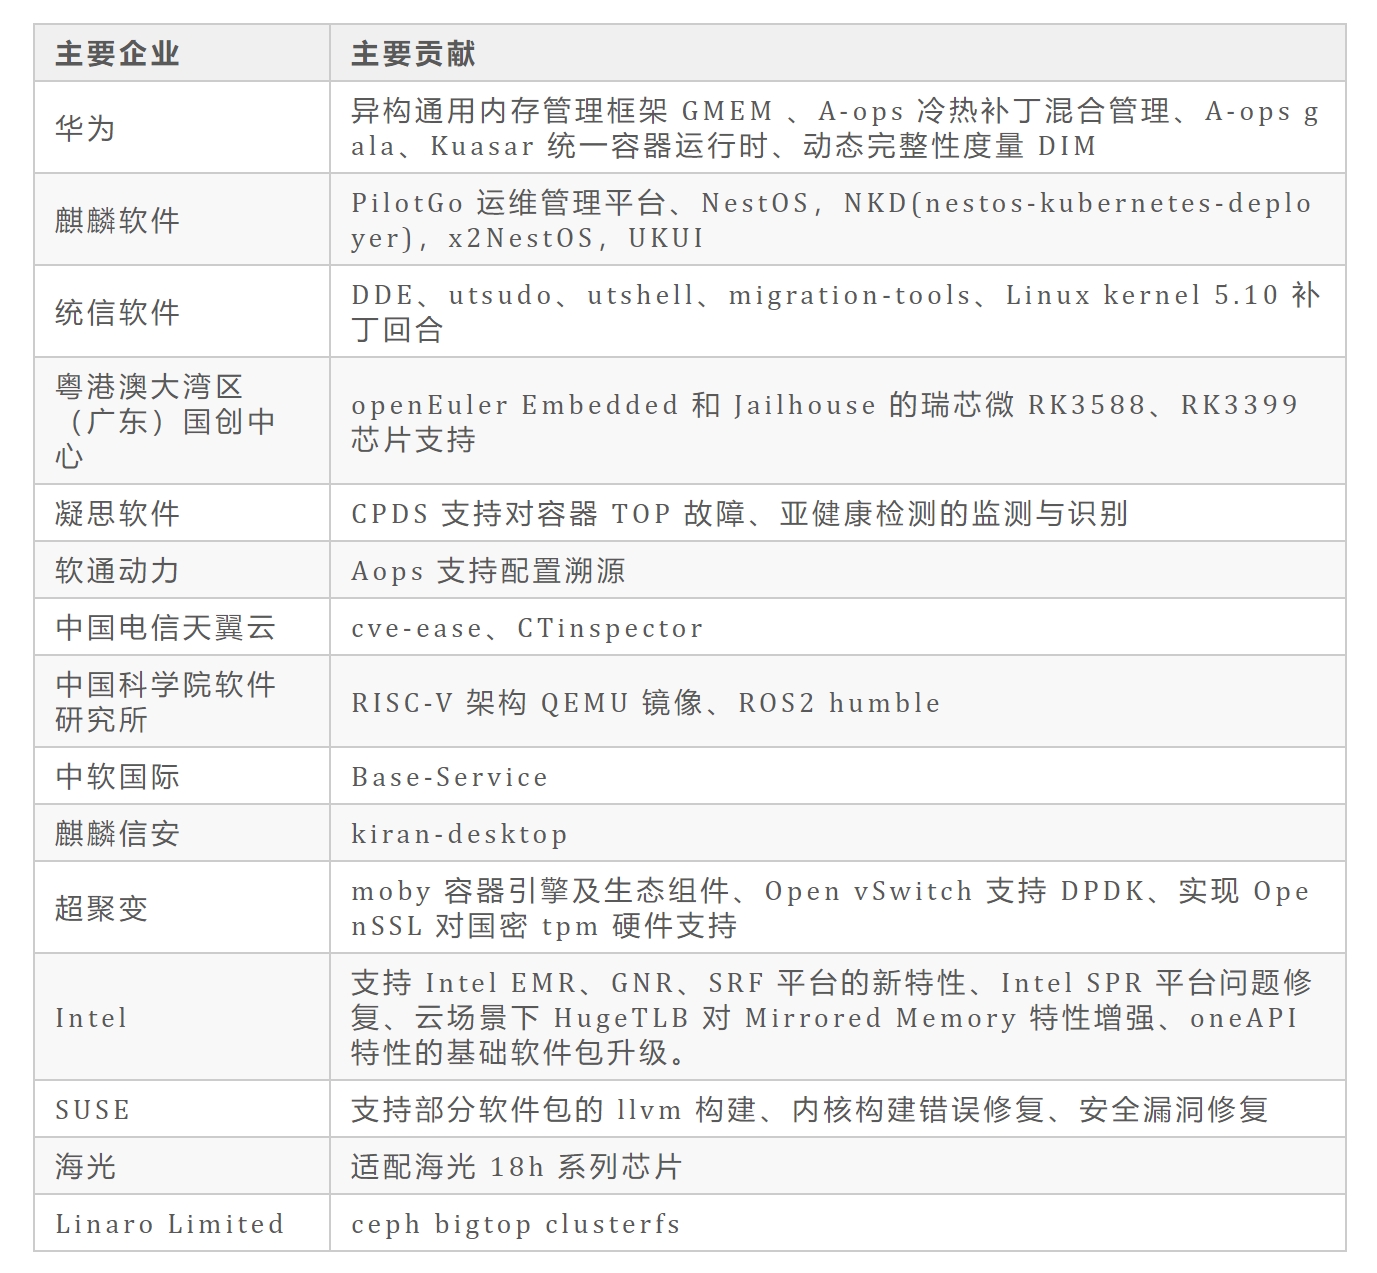 主要企业
主要贡献
华为
异构通用内存管理框架 GMEM 、A-ops 冷热补丁混合管理、A-ops g
ala、Kuasar 统一容器运行时、动态完整性度量 DIM
麒麟软件
PilotGo 运维管理平台、NestOS，NKD(nestos-kubernetes-deplo
yer)，x2NestOS，UKUI
统信软件
DDE、utsudo、utshell、migration-tools、Linux kernel 5.10 补
丁回合
粤港澳大湾区
（广东）国创中
心
openEuler Embedded 和 Jailhouse 的瑞芯微 RK3588、RK3399
芯片支持
凝思软件
CPDS 支持对容器 TOP 故障、亚健康检测的监测与识别
软通动力
Aops 支持配置溯源
中国电信天翼云
cve-ease、CTinspector
中国科学院软件
研究所
RISC-V 架构 QEMU 镜像、ROS2 humble
中软国际
Base-Service
麒麟信安
kiran-desktop
超聚变
moby 容器引擎及生态组件、Open vSwitch 支持 DPDK、实现 Ope
nSSL 对国密 tpm 硬件支持
Intel
支持 Intel EMR、GNR、SRF 平台的新特性、Intel SPR 平台问题修
复、云场景下 HugeTLB 对 Mirrored Memory 特性增强、oneAPI
特性的基础软件包升级。
SUSE
支持部分软件包的 llvm 构建、内核构建错误修复、安全漏洞修复
海光
适配海光 18h 系列芯片
Linaro Limited
ceph bigtop clusterfs